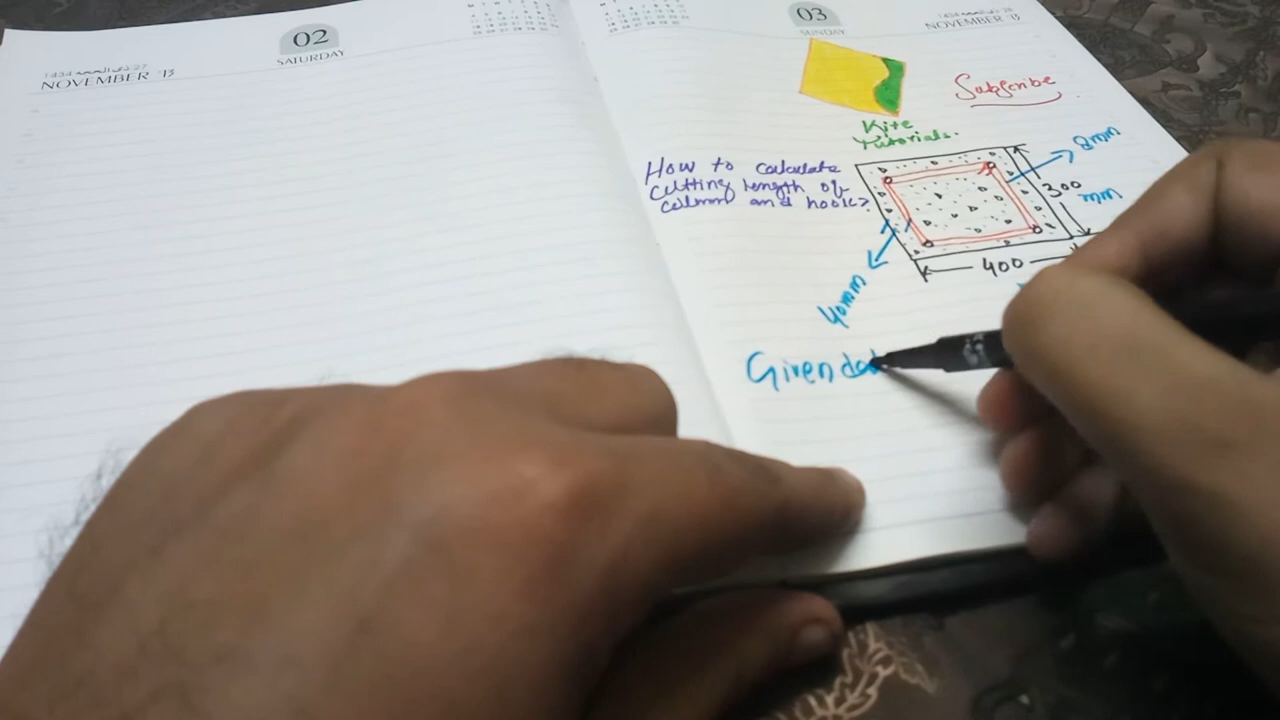 02
SATURDAY
NOVEMBER '13
03
SUNDAY
NOVEMBER '13
Subscribe
Kite
Tutorials.
How to calculate
cutting length of
column and hooks?
8mm
300
mm
400
40mm
Given dat